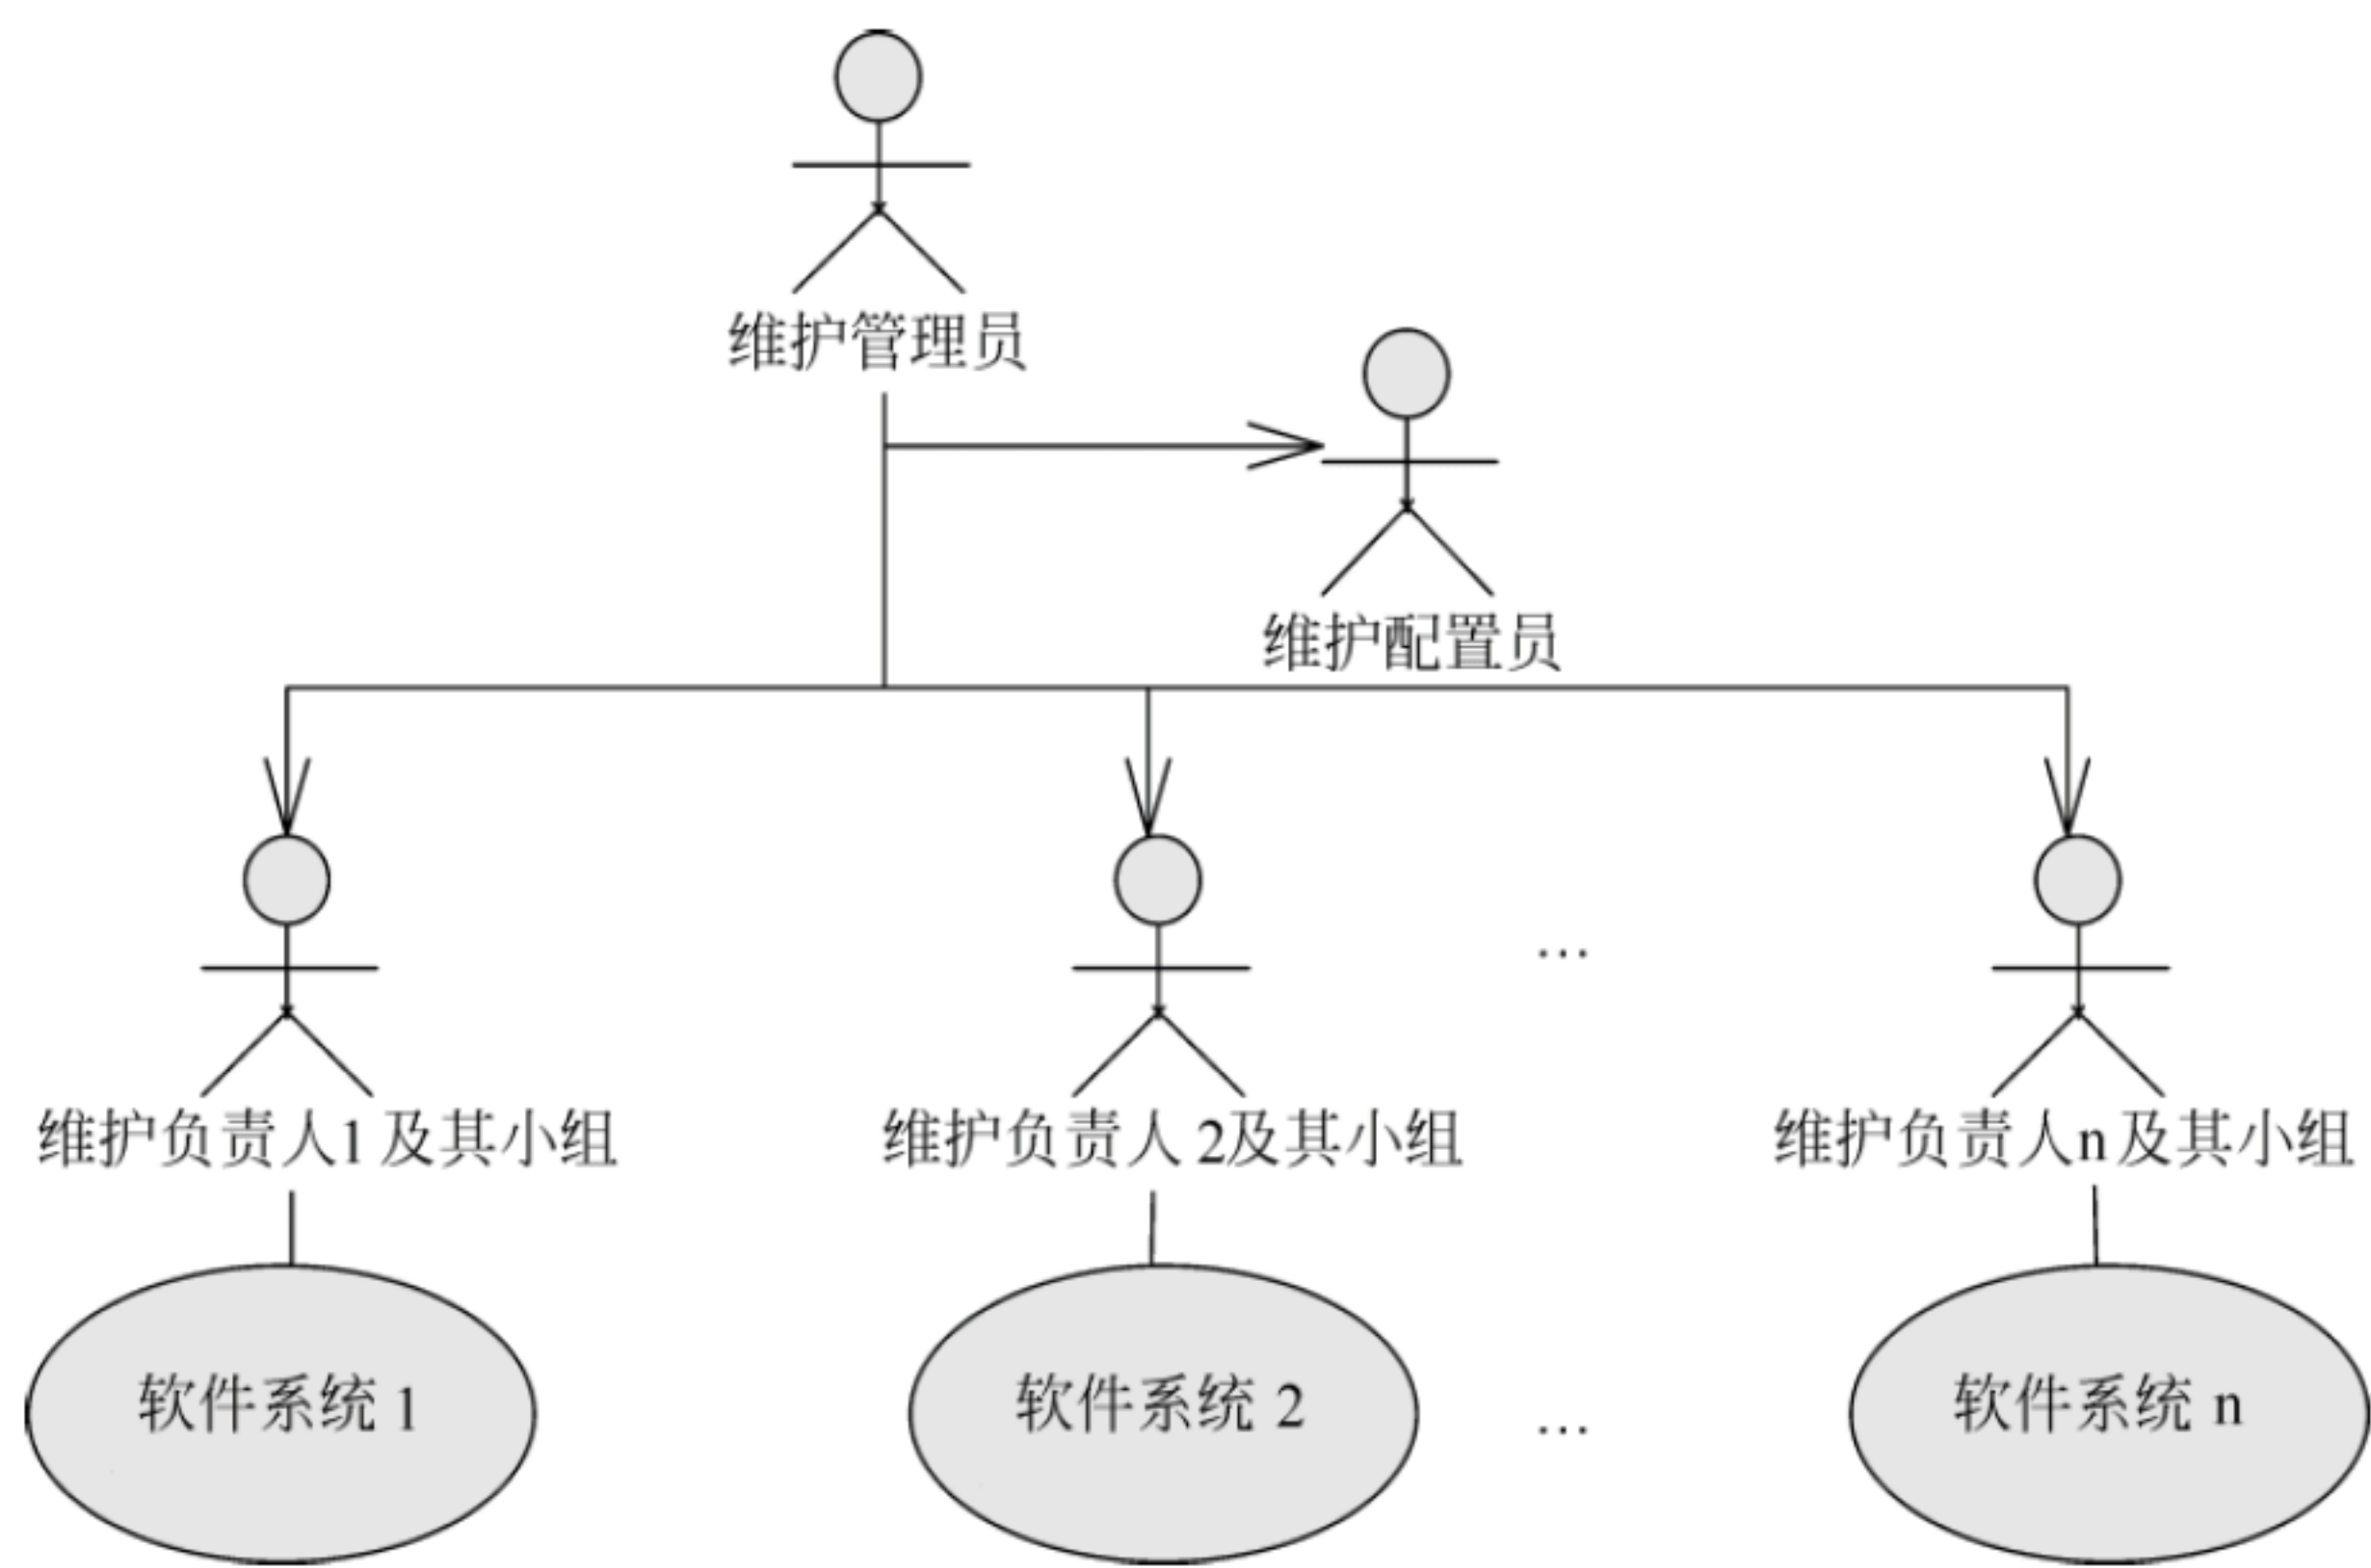 维护管理员
维护配置员
维护负责人1及其小组
维护负责人2及其小组
…
维护负责人n及其小组
软件系统 1
软件系统 2
…
软件系统 n